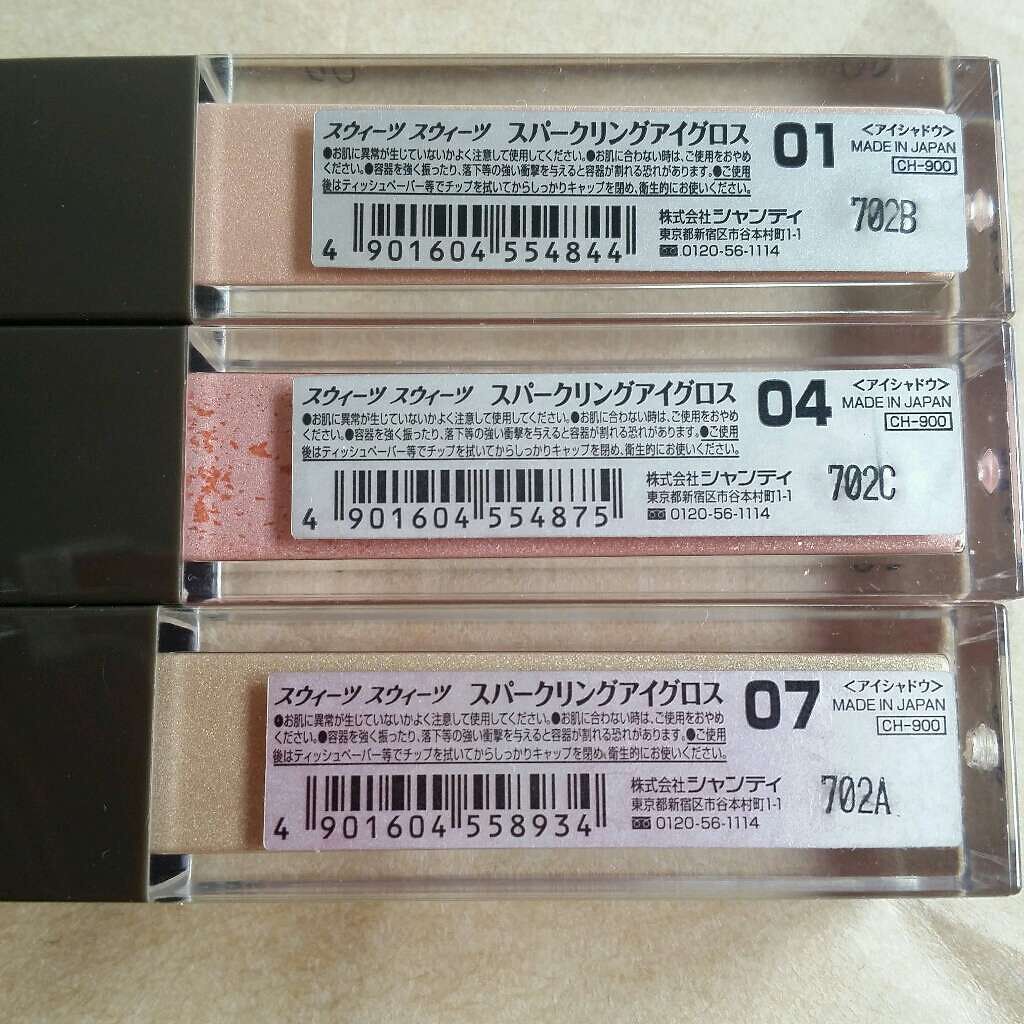 スウィーツ スウィーツ スパークリングアイグロス 01 <アイシャドウ>
MADE IN JAPAN
CH-900
●お肌に異常が生じていないかよく注意して使用してください。●お肌に合わない時は、ご使用をおやめ
ください。●容器を強く振ったり、落下等の強い衝撃を与えると容器が割れる恐れがあります。●ご使用
後はティッシュペーパー等でチップを拭いてからしっかりキャップを閉め、衛生的にお使いください。
株式会社シャンティ
東京都新宿区市谷本村町1-1
0120-56-1114
702B
4 901604 554844
スウィーツ スウィーツ スパークリングアイグロス 04 <アイシャドウ>
MADE IN JAPAN
CH-900
●お肌に異常が生じていないかよく注意して使用してください。●お肌に合わない時は、ご使用をおやめ
ください。●容器を強く振ったり、落下等の強い衝撃を与えると容器が割れる恐れがあります。●ご使用
後はティッシュペーパー等でチップを拭いてからしっかりキャップを閉め、衛生的にお使いください。
株式会社シャンティ
東京都新宿区市谷本村町1-1
0120-56-1114
702C
4 901604 554875
スウィーツ スウィーツ スパークリングアイグロス 07 <アイシャドウ>
MADE IN JAPAN
CH-900
●お肌に異常が生じていないかよく注意して使用してください。●お肌に合わない時は、ご使用をおやめ
ください。●容器を強く振ったり、落下等の強い衝撃を与えると容器が割れる恐れがあります。●ご使用
後はティッシュペーパー等でチップを拭いてからしっかりキャップを閉め、衛生的にお使いください。
株式会社シャンティ
東京都新宿区市谷本村町1-1
0120-56-1114
702A
4 901604 558934